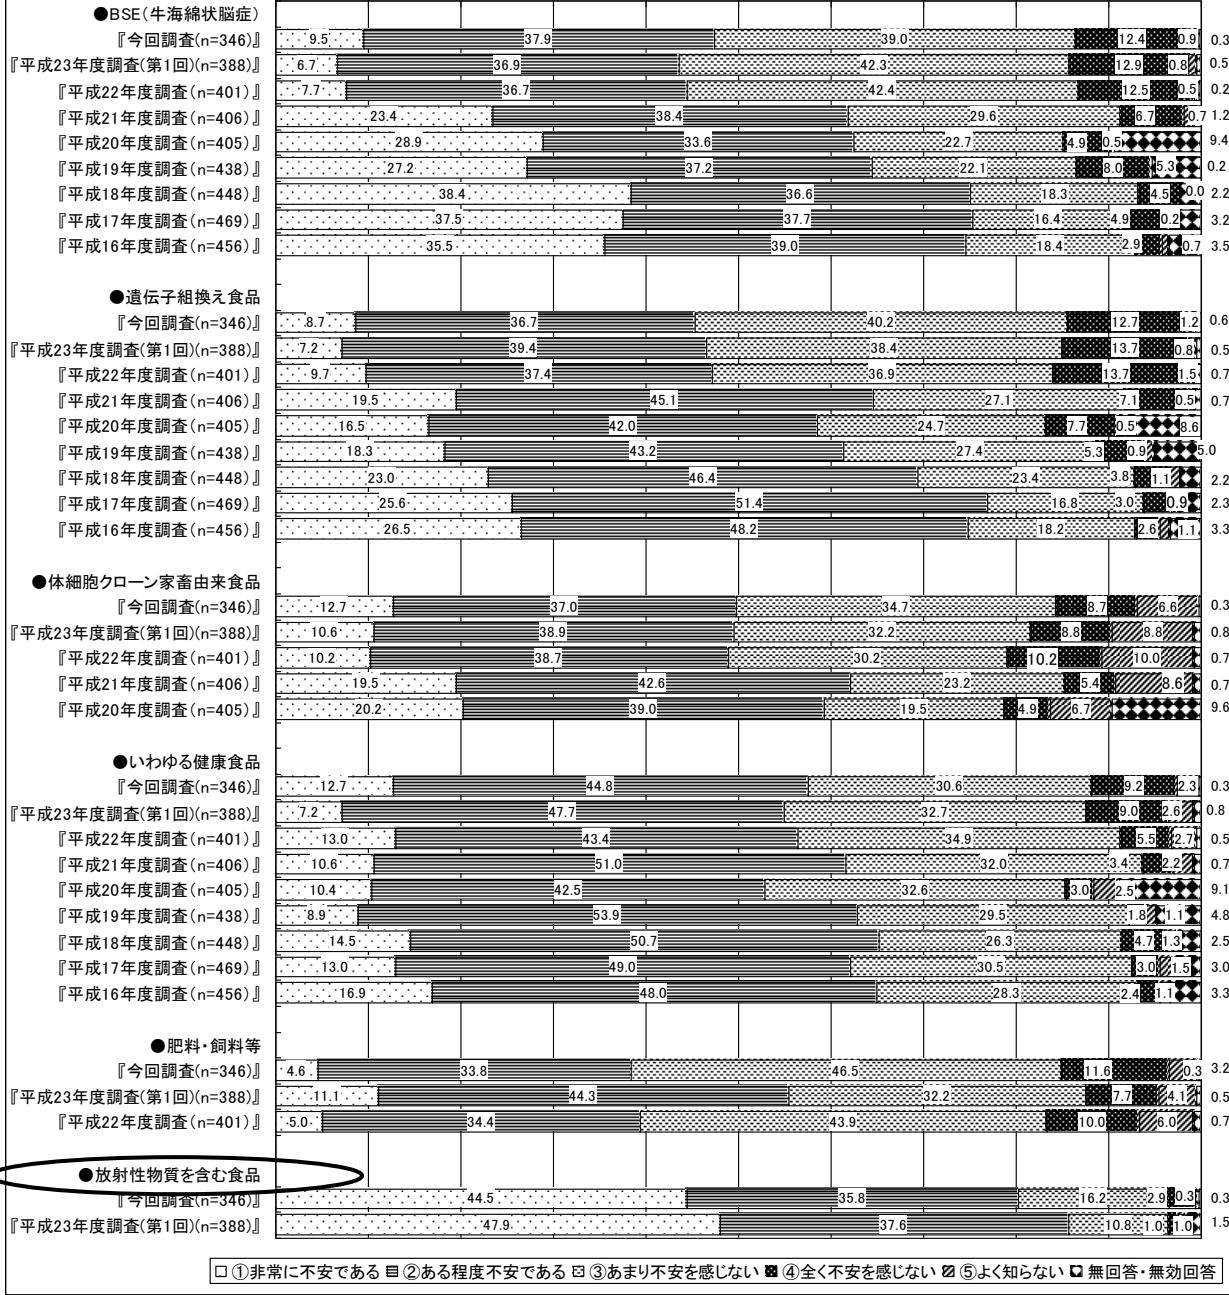 ●BSE(牛海綿状脳症)
『今回調査(n=346)』 9.5 37.9 39.0 12.4 0.9 0.3
『平成23年度調査(第1回)(n=388)』 6.7 36.9 42.3 12.9 0.8 0.5
『平成22年度調査(n=401)』 7.7 36.7 42.4 12.5 0.5 0.2
『平成21年度調査(n=406)』 23.4 38.4 29.6 6.7 0.7 1.2
『平成20年度調査(n=405)』 28.9 33.6 22.7 4.9 0.5 9.4
『平成19年度調査(n=438)』 27.2 37.2 22.1 8.0 5.3 0.2
『平成18年度調査(n=448)』 38.4 36.6 18.3 4.5 0.0 2.2
『平成17年度調査(n=469)』 37.5 37.7 16.4 4.9 0.2 3.2
『平成16年度調査(n=456)』 35.5 39.0 18.4 2.9 0.7 3.5
●遺伝子組換え食品
『今回調査(n=346)』 8.7 36.7 40.2 12.7 1.2 0.6
『平成23年度調査(第1回)(n=388)』 7.2 39.4 38.4 13.7 0.8 0.5
『平成22年度調査(n=401)』 9.7 37.4 36.9 13.7 1.5 0.7
『平成21年度調査(n=406)』 19.5 45.1 27.1 7.1 0.5 0.7
『平成20年度調査(n=405)』 16.5 42.0 24.7 7.7 0.5 8.6
『平成19年度調査(n=438)』 18.3 43.2 27.4 5.3 0.9 5.0
『平成18年度調査(n=448)』 23.0 46.4 23.4 3.8 1.1 2.2
『平成17年度調査(n=469)』 25.6 51.4 16.8 3.0 0.9 2.3
『平成16年度調査(n=456)』 26.5 48.2 18.2 2.6 1.1 3.3
●体細胞クローン家畜由来食品
『今回調査(n=346)』 12.7 37.0 34.7 8.7 6.6 0.3
『平成23年度調査(第1回)(n=388)』 10.6 38.9 32.2 8.8 8.8 0.8
『平成22年度調査(n=401)』 10.2 38.7 30.2 10.2 10.0 0.7
『平成21年度調査(n=406)』 19.5 42.6 23.2 5.4 8.6 0.7
『平成20年度調査(n=405)』 20.2 39.0 19.5 4.9 6.7 9.6
●いわゆる健康食品
『今回調査(n=346)』 12.7 44.8 30.6 9.2 2.3 0.3
『平成23年度調査(第1回)(n=388)』 7.2 47.7 32.7 9.0 2.6 0.8
『平成22年度調査(n=401)』 13.0 43.4 34.9 5.5 2.7 0.5
『平成21年度調査(n=406)』 10.6 51.0 32.0 3.4 2.2 0.7
『平成20年度調査(n=405)』 10.4 42.5 32.6 3.0 2.5 9.1
『平成19年度調査(n=438)』 8.9 53.9 29.5 1.8 1.1 4.8
『平成18年度調査(n=448)』 14.5 50.7 26.3 4.7 1.3 2.5
『平成17年度調査(n=469)』 13.0 49.0 30.5 3.0 1.5 3.0
『平成16年度調査(n=456)』 16.9 48.0 28.3 2.4 1.1 3.3
●肥料・飼料等
『今回調査(n=346)』 4.6 33.8 46.5 11.6 0.3 3.2
『平成23年度調査(第1回)(n=388)』 11.1 44.3 32.2 7.7 4.1 0.5
『平成22年度調査(n=401)』 5.0 34.4 43.9 10.0 6.0 0.7
●放射性物質を含む食品
『今回調査(n=346)』 44.5 35.8 16.2 2.9 0.3 0.3
『平成23年度調査(第1回)(n=388)』 47.9 37.6 10.8 1.0 1.0 1.5
①非常に不安である ②ある程度不安である ③あまり不安を感じない ④全く不安を感じない ⑤よく知らない 無回答・無効回答